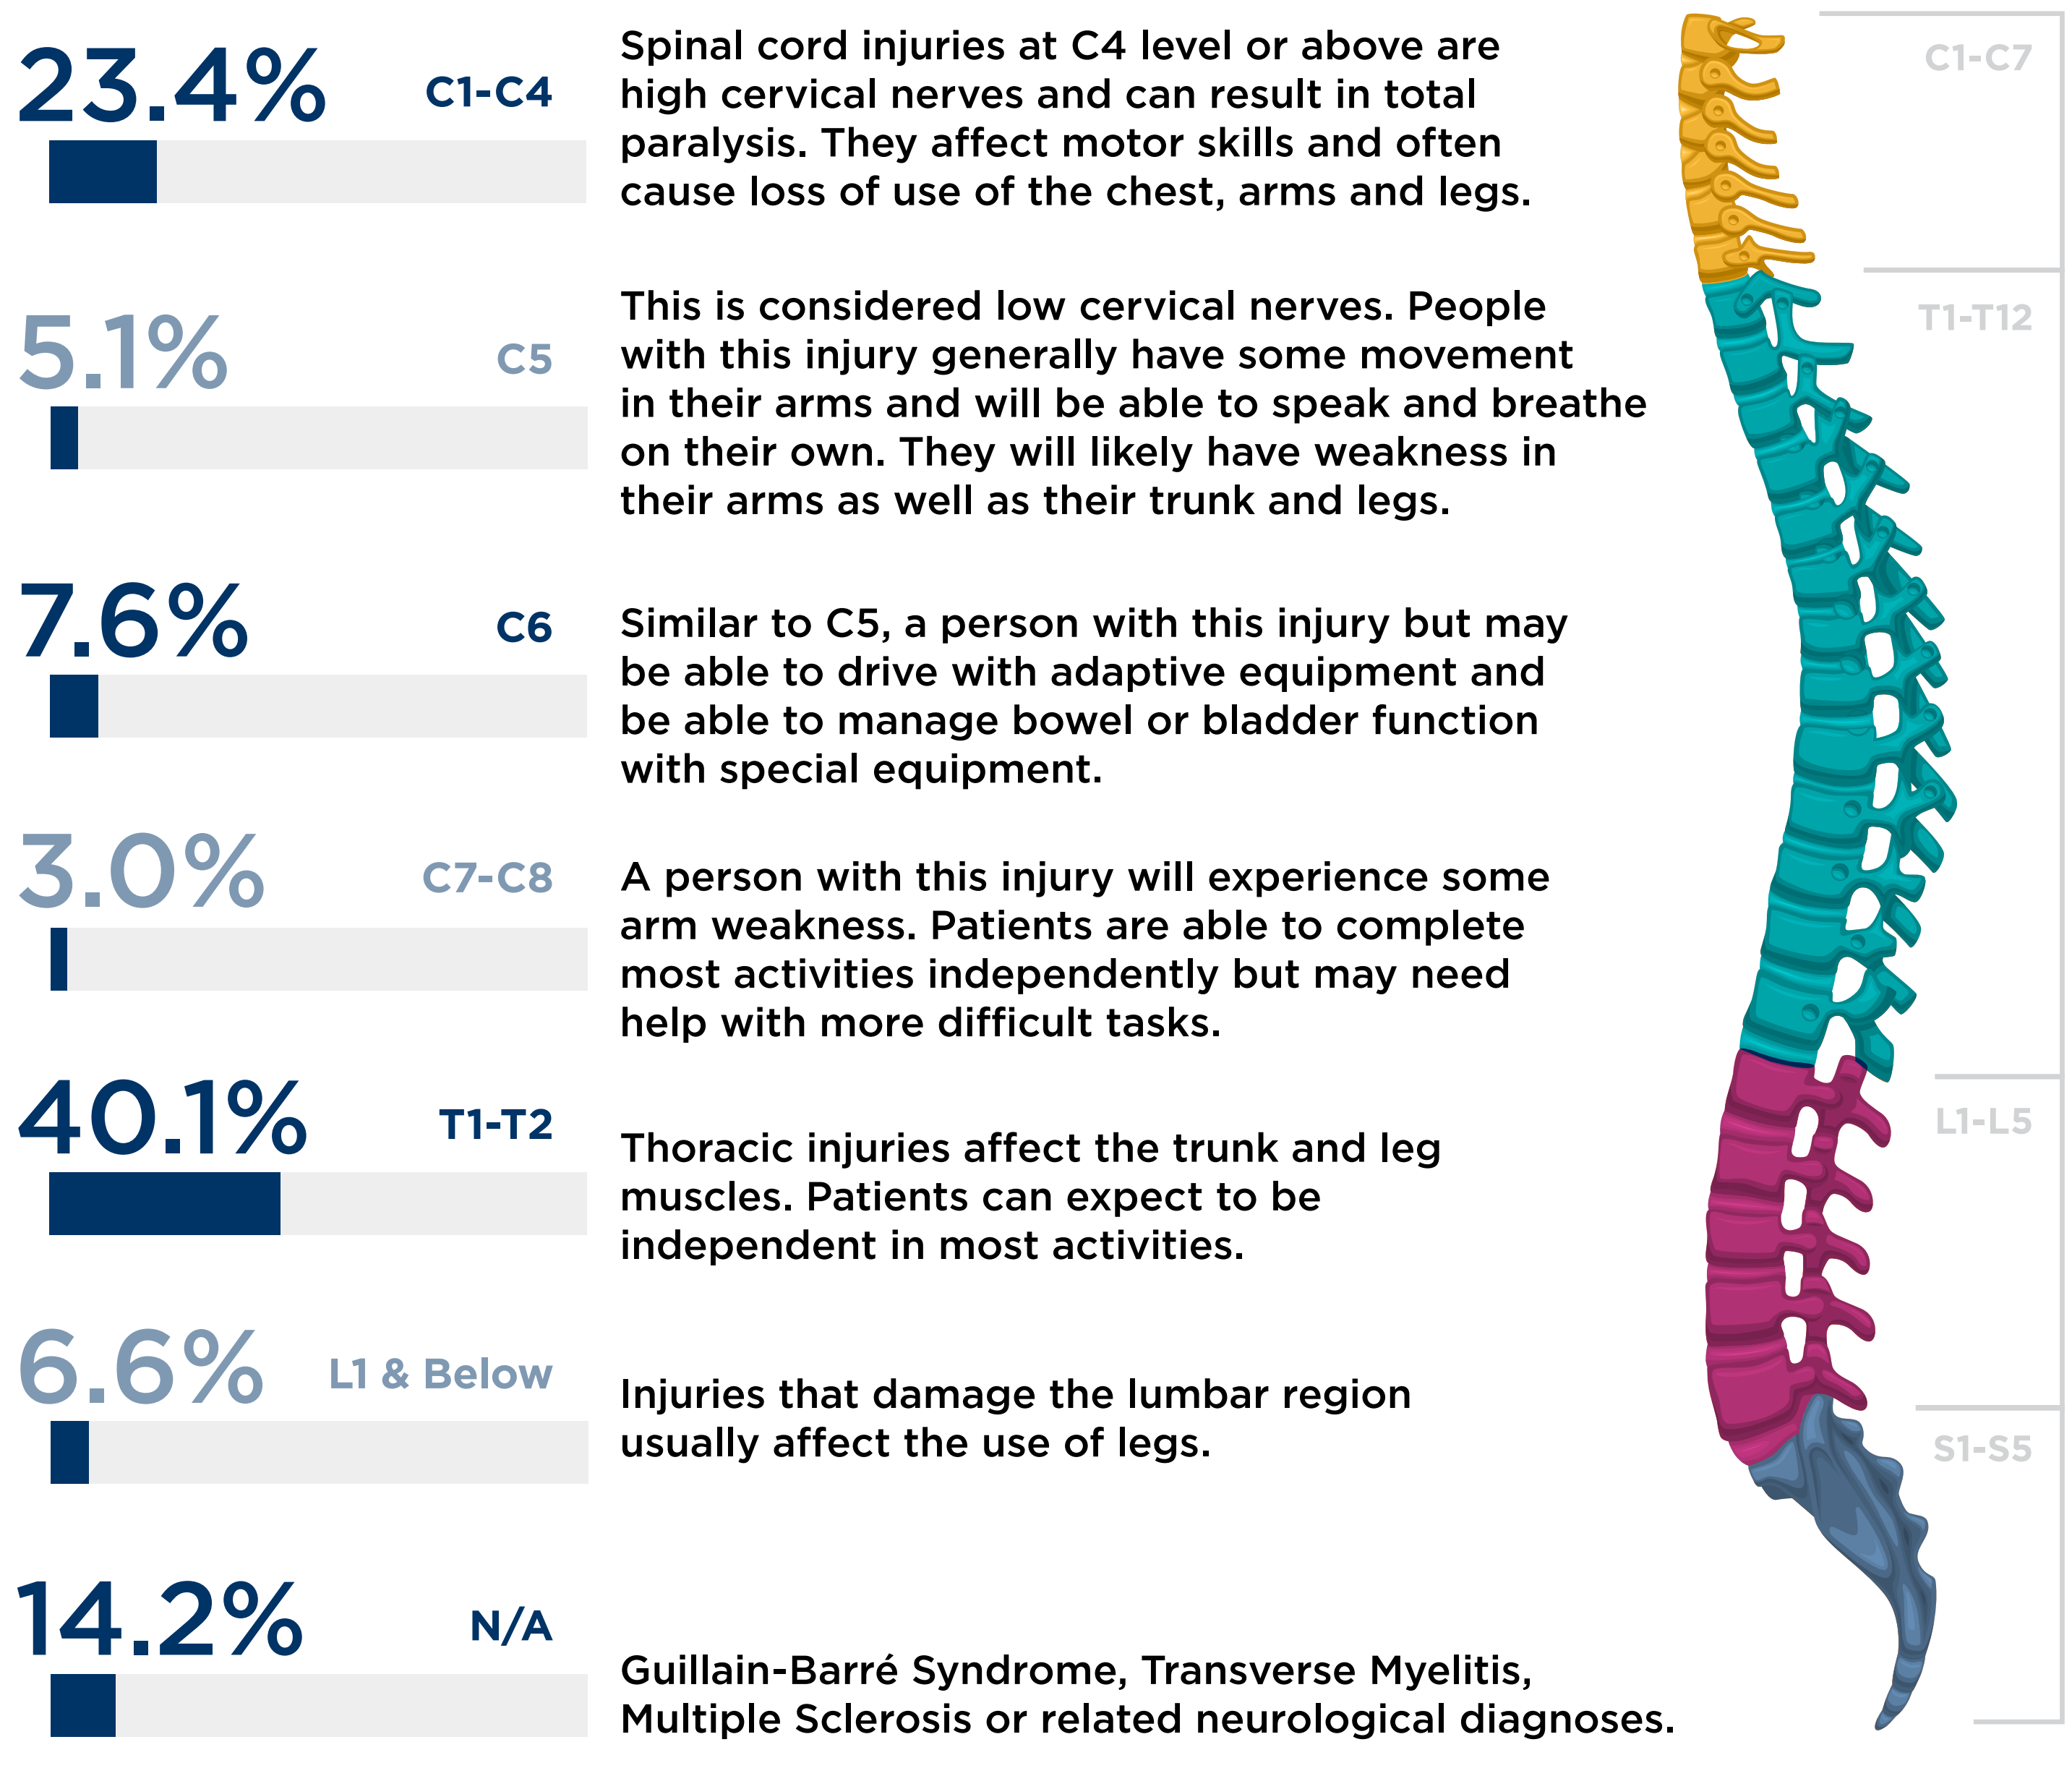 23.4%
C1-C4
Spinal cord injuries at C4 level or above are
high cervical nerves and can result in total
paralysis. They affect motor skills and often
cause loss of use of the chest, arms and legs.
5.1%
C5
This is considered low cervical nerves. People
with this injury generally have some movement
in their arms and will be able to speak and breathe
on their own. They will likely have weakness in
their arms as well as their trunk and legs.
7.6%
C6
Similar to C5, a person with this injury but may
be able to drive with adaptive equipment and
be able to manage bowel or bladder function
with special equipment.
3.0%
C7-C8
A person with this injury will experience some
arm weakness. Patients are able to complete
most activities independently but may need
help with more difficult tasks.
40.1%
T1-T2
Thoracic injuries affect the trunk and leg
muscles. Patients can expect to be
independent in most activities.
6.6%
L1 & Below
Injuries that damage the lumbar region
usually affect the use of legs.
14.2%
N/A
Guillain-Barré Syndrome, Transverse Myelitis,
Multiple Sclerosis or related neurological diagnoses.
C1-C7
T1-T12
L1-L5
S1-S5